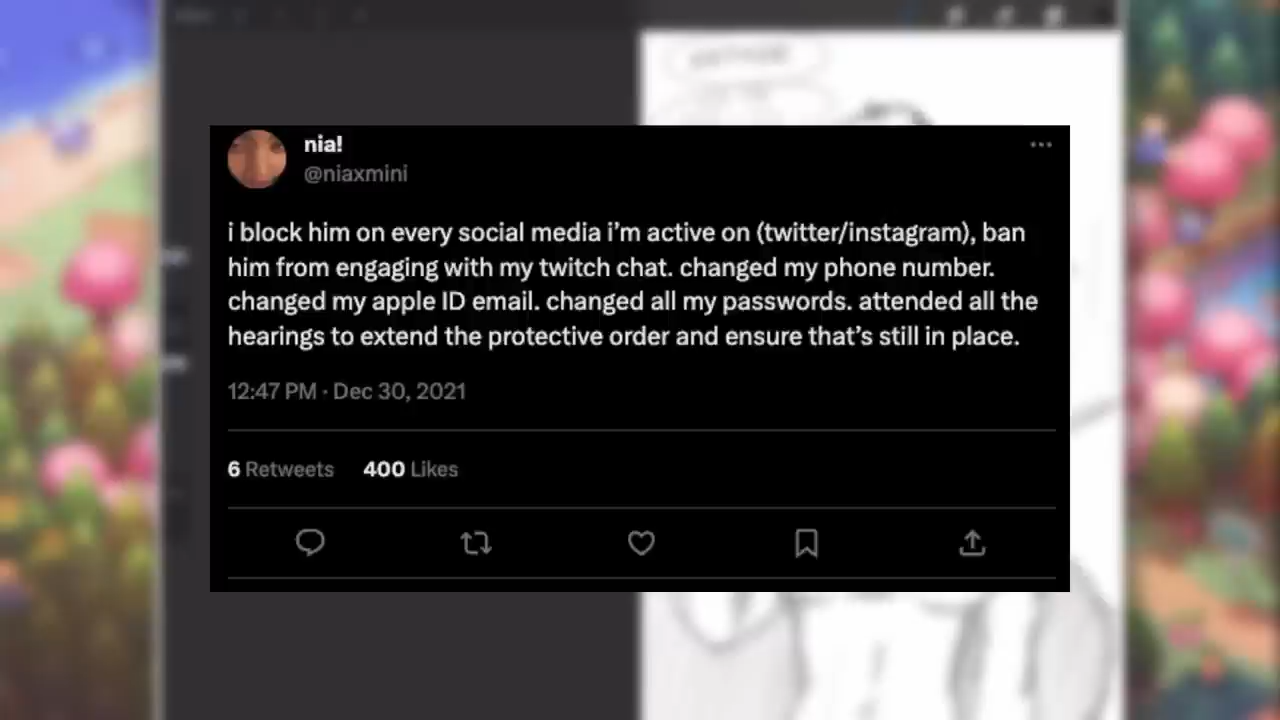 nia!
@niaxmini
i block him on every social media i’m active on (twitter/instagram), ban
him from engaging with my twitch chat. changed my phone number.
changed my apple ID email. changed all my passwords. attended all the
hearings to extend the protective order and ensure that’s still in place.
12:47 PM · Dec 30, 2021
6 Retweets 400 Likes